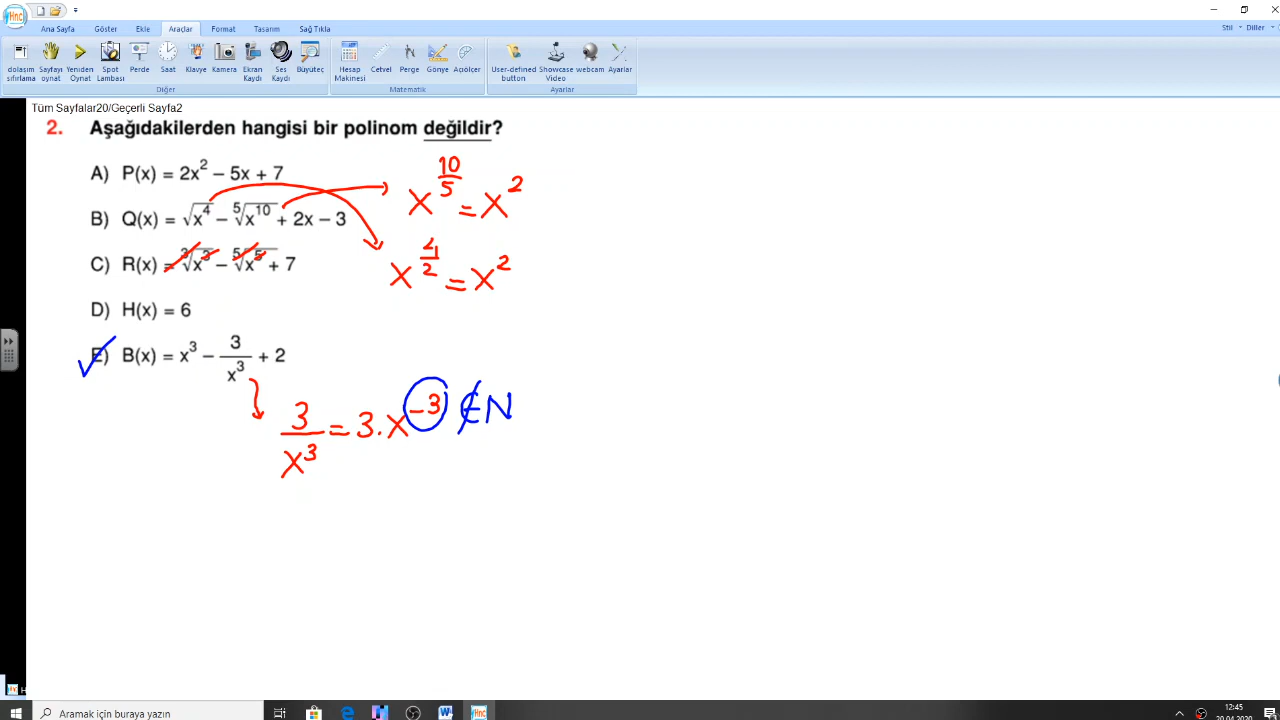 Ana Sayfa Göster Ekle Araçlar Format Tasarım Sağ Tıkla
Stil Diller
dolaşım sıfırlama Sayfayı oynat Yeniden Oynat Spot Lambası Perde Saat Klavye Kamera Ekran Kaydı Ses Kaydı Büyüteç Hesap Makinesi Cetvel Perge Gönye Açıölçer User-defined button Showcase Video webcam Ayarlar
Diğer Matematik Ayarlar
Tüm Sayfalar20/Geçerli Sayfa2
2. Aşağıdakilerden hangisi bir polinom değildir?
A) P(x) = 2x² − 5x + 7
x^(10/5) = x²
B) Q(x) = √x⁴ − ⁵√x¹⁰ + 2x − 3
x^(4/2) = x²
C) R(x) = ³√x³ − ⁵√x⁵ + 7
D) H(x) = 6
E) B(x) = x³ − 3/x³ + 2
3/x³ = 3.x⁻³ ∉ N
Aramak için buraya yazın
12:45
20.04.2020